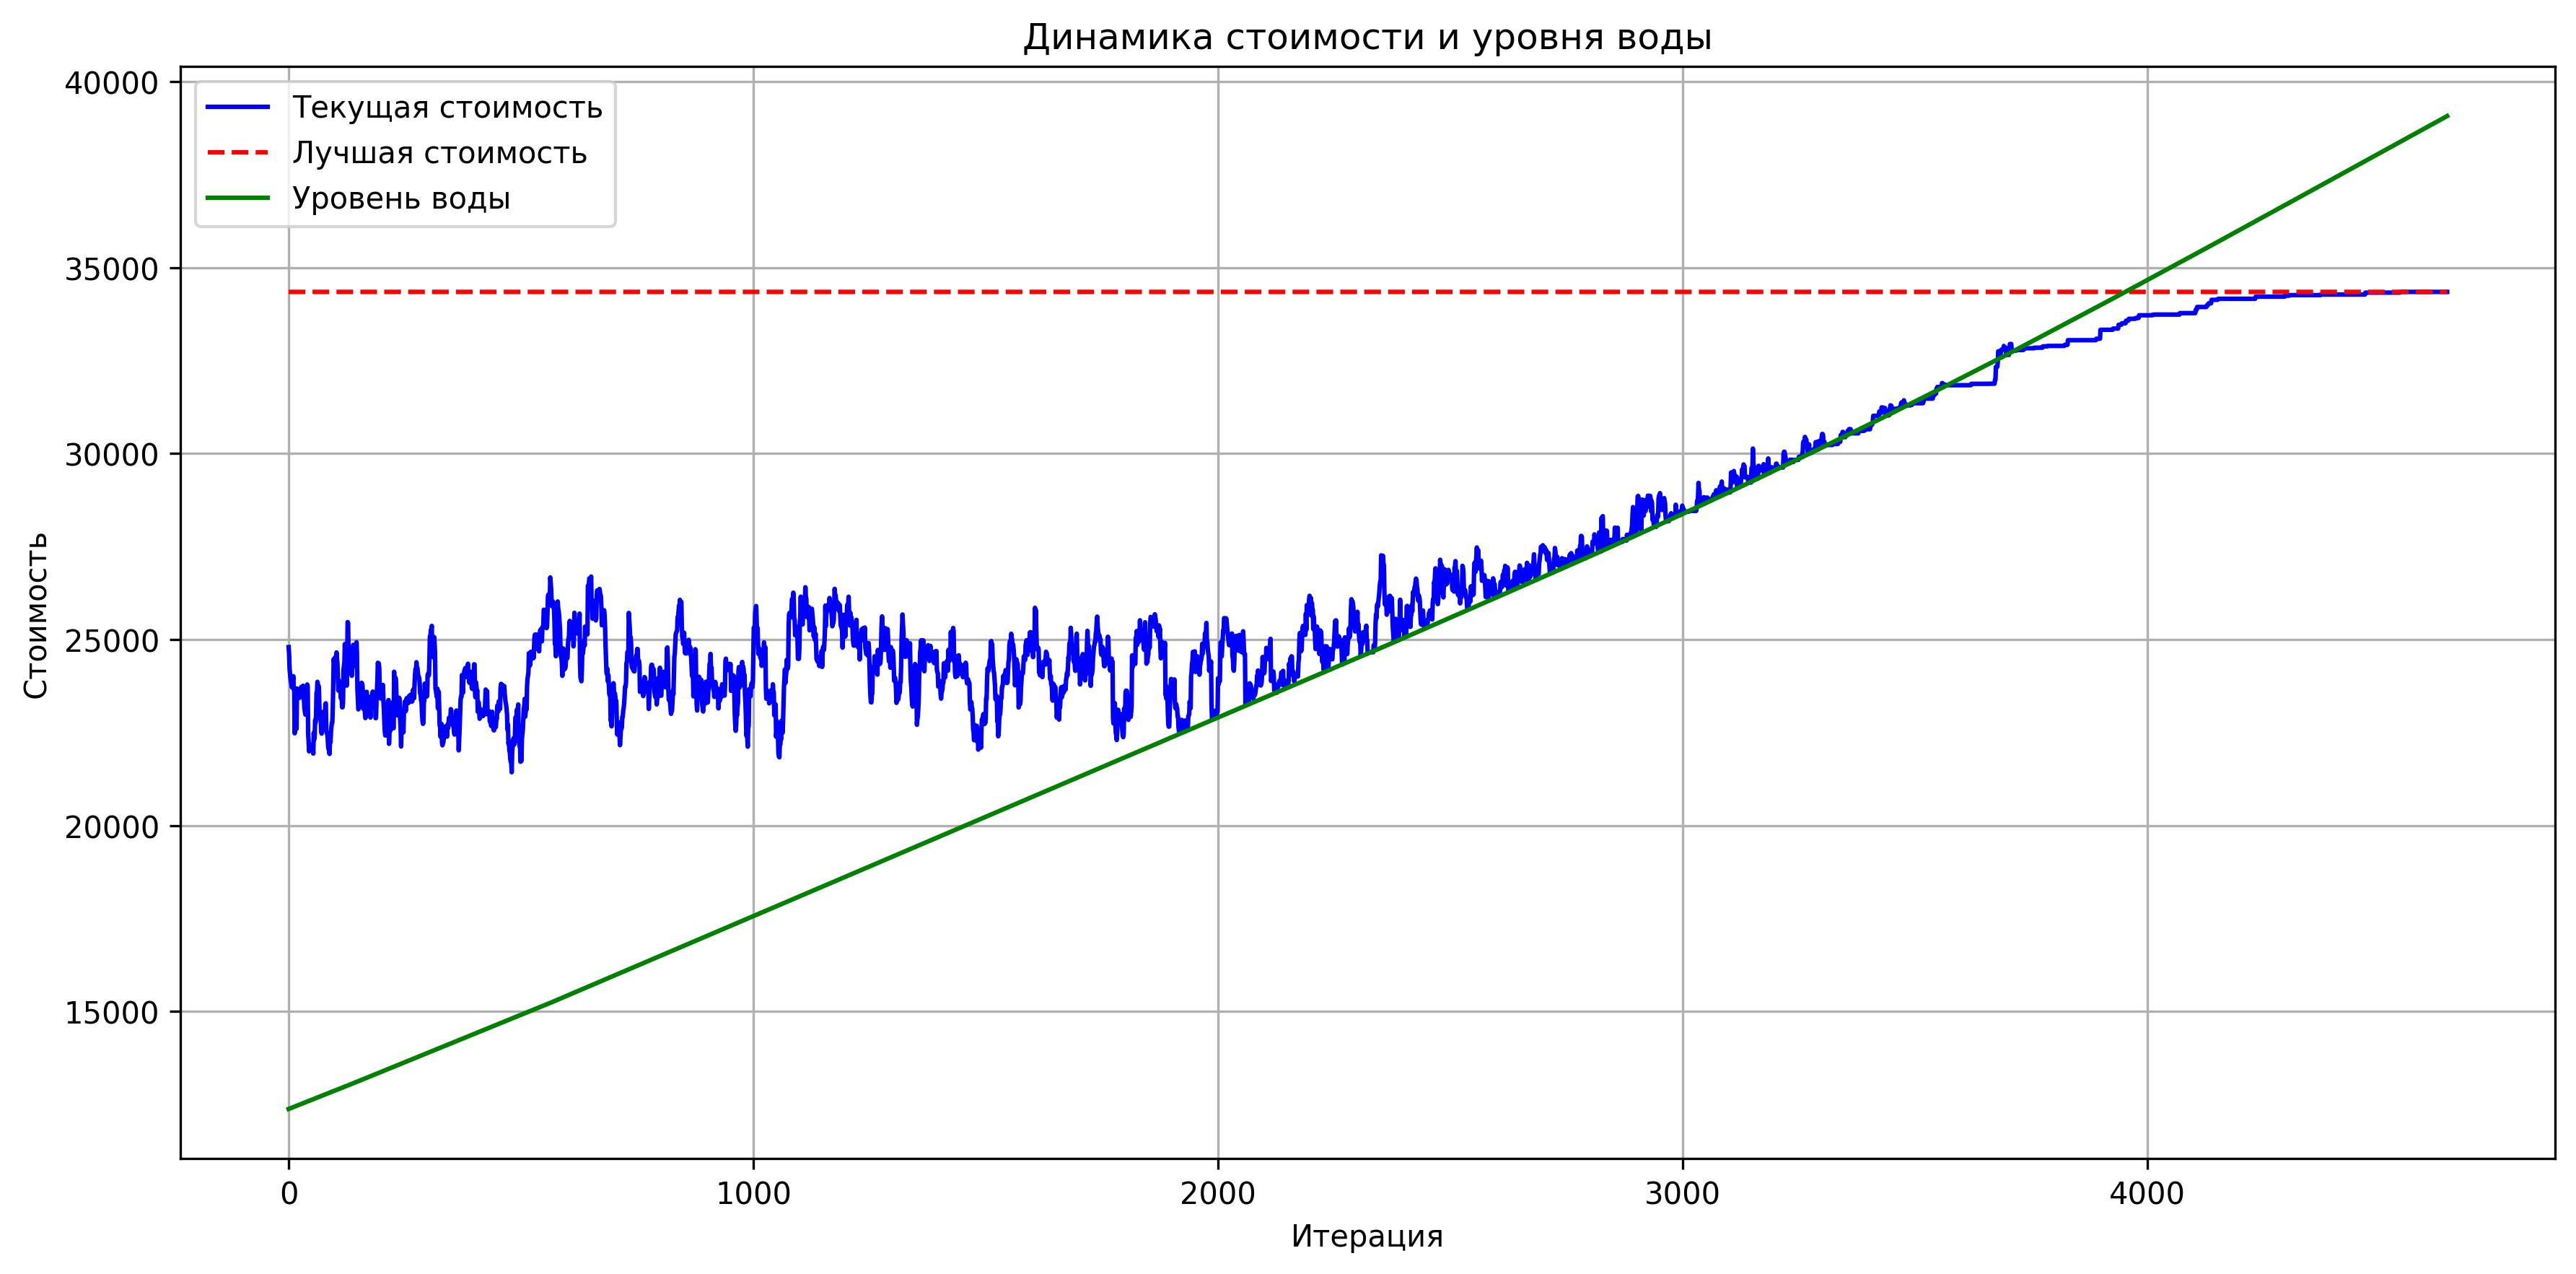 Динамика стоимости и уровня воды
40000
35000
30000
25000
20000
15000
Стоимость
Текущая стоимость
Лучшая стоимость
Уровень воды
0 1000 2000 3000 4000
Итерация